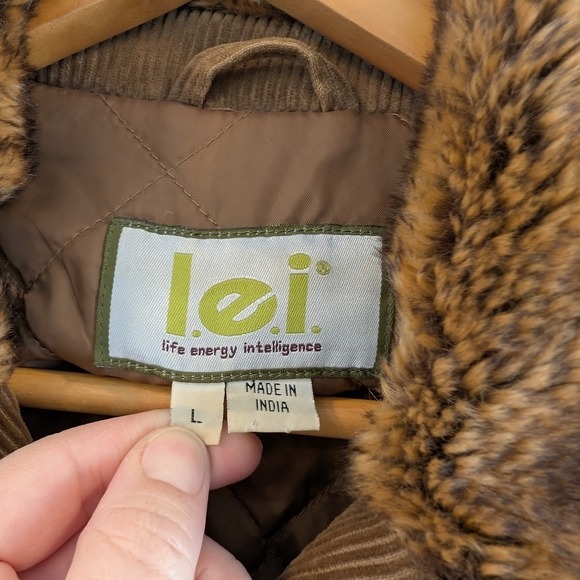 l.e.i.®
life energy intelligence
L
MADE IN
INDIA